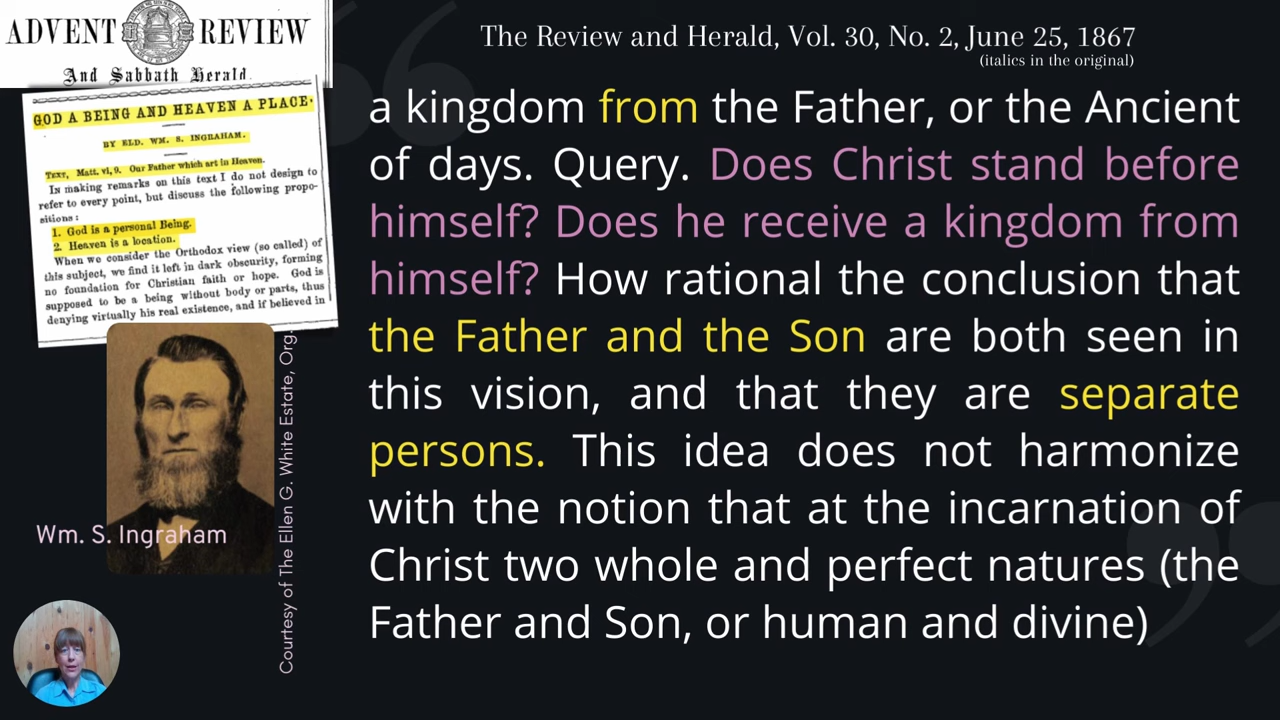 ADVENT REVIEW
And Sabbath Herald.
GOD A BEING AND HEAVEN A PLACE.
BY ELD. WM. S. INGRAHAM.
TEXT, Matt. vi, 9. Our Father which art in Heaven.
IN making remarks on this text I do not design to
refer to every point, but discuss the following propo-
sitions:
1. God is a personal Being.
2. Heaven is a location.
When we consider the Orthodox view (so called) of
this subject, we find it left in dark obscurity, forming
no foundation for Christian faith or hope. God is
supposed to be a being without body or parts, thus
denying virtually his real existence, and if believed in
Wm. S. Ingraham
Courtesy of The Ellen G. White Estate, Org.
The Review and Herald, Vol. 30, No. 2, June 25, 1867
(italics in the original)
a kingdom from the Father, or the Ancient
of days. Query. Does Christ stand before
himself? Does he receive a kingdom from
himself? How rational the conclusion that
the Father and the Son are both seen in
this vision, and that they are separate
persons. This idea does not harmonize
with the notion that at the incarnation of
Christ two whole and perfect natures (the
Father and Son, or human and divine)